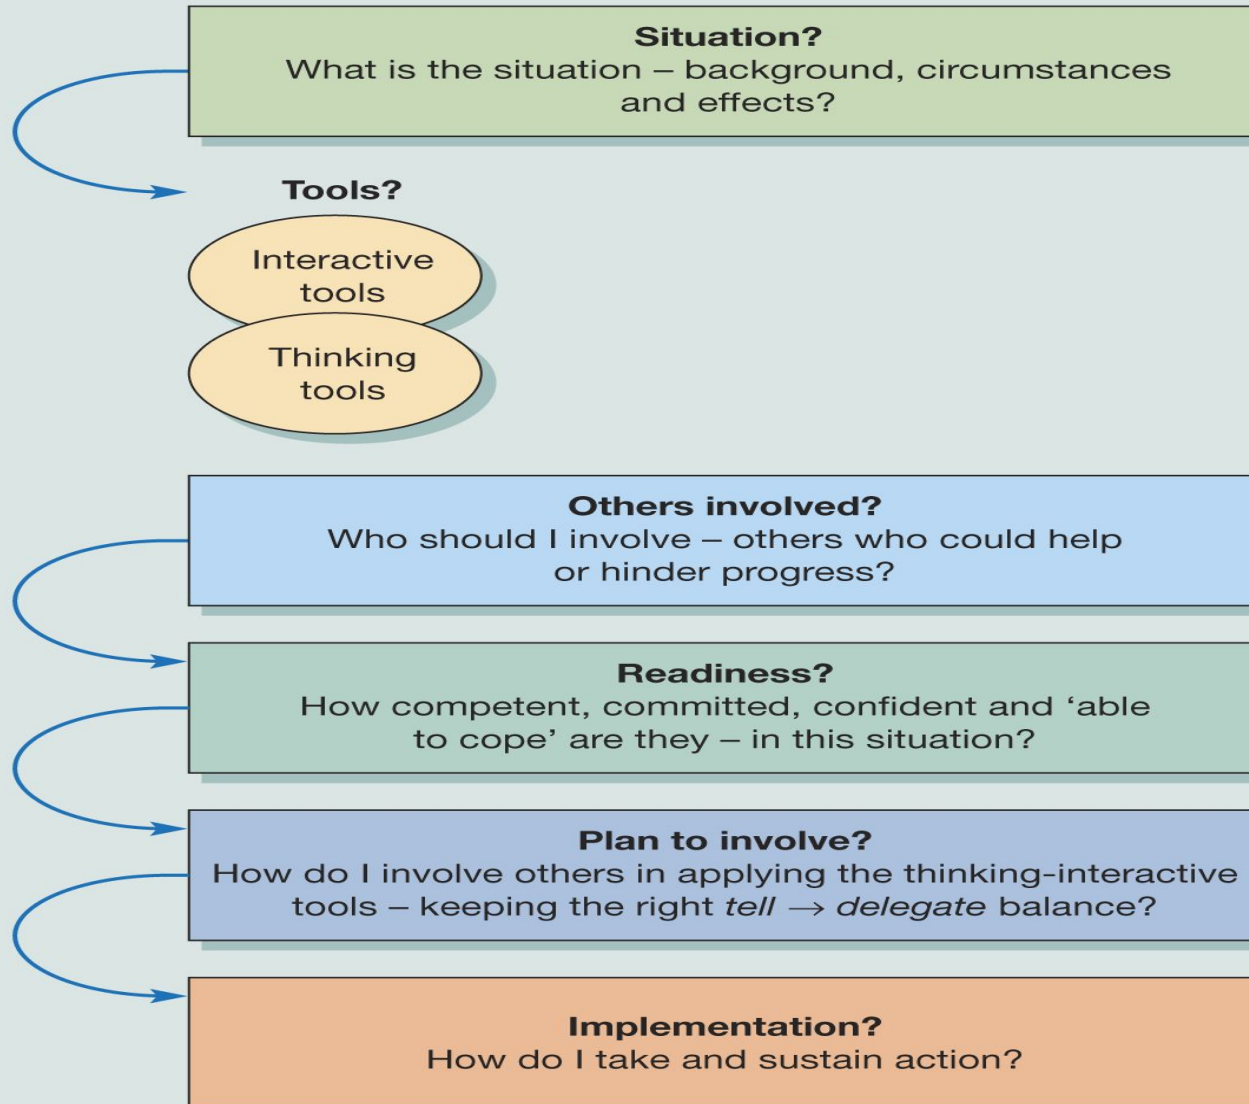 Situation?
What is the situation – background, circumstances
and effects?
Tools?
Interactive
tools
Thinking
tools
Others involved?
Who should I involve – others who could help
or hinder progress?
Readiness?
How competent, committed, confident and ‘able
to cope’ are they – in this situation?
Plan to involve?
How do I involve others in applying the thinking-interactive
tools – keeping the right tell → delegate balance?
Implementation?
How do I take and sustain action?